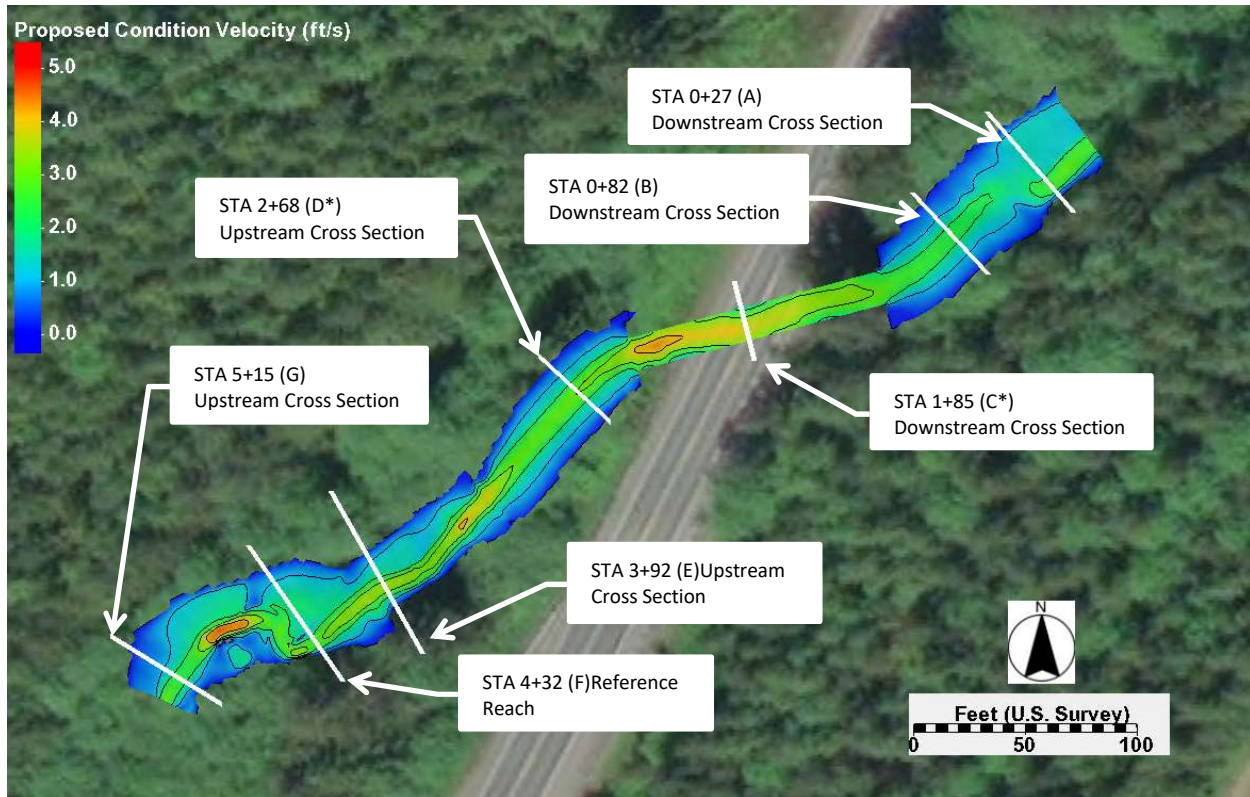 Proposed Condition Velocity (ft/s)
5.0
4.0
3.0
2.0
1.0
0.0
STA 0+27 (A)
Downstream Cross Section
STA 0+82 (B)
Downstream Cross Section
STA 2+68 (D*)
Upstream Cross Section
STA 5+15 (G)
Upstream Cross Section
STA 1+85 (C*)
Downstream Cross Section
STA 3+92 (E)Upstream
Cross Section
STA 4+32 (F)Reference
Reach
N
Feet (U.S. Survey)
0 50 100